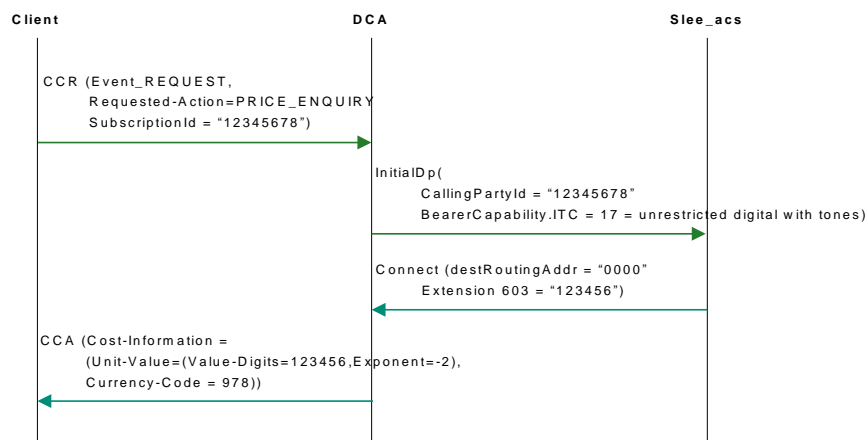 Client DCA Slee_acs
CCR (Event_REQUEST,
Requested-Action=PRICE_ENQUIRY
SubscriptionId = “12345678”)
InitialDp(
CallingPartyId = “12345678”
BearerCapability.ITC = 17 = unrestricted digital with tones)
Connect (destRoutingAddr = “0000”
Extension 603 = “123456”)
CCA (Cost-Information =
(Unit-Value=(Value-Digits=123456,Exponent=-2),
Currency-Code = 978))